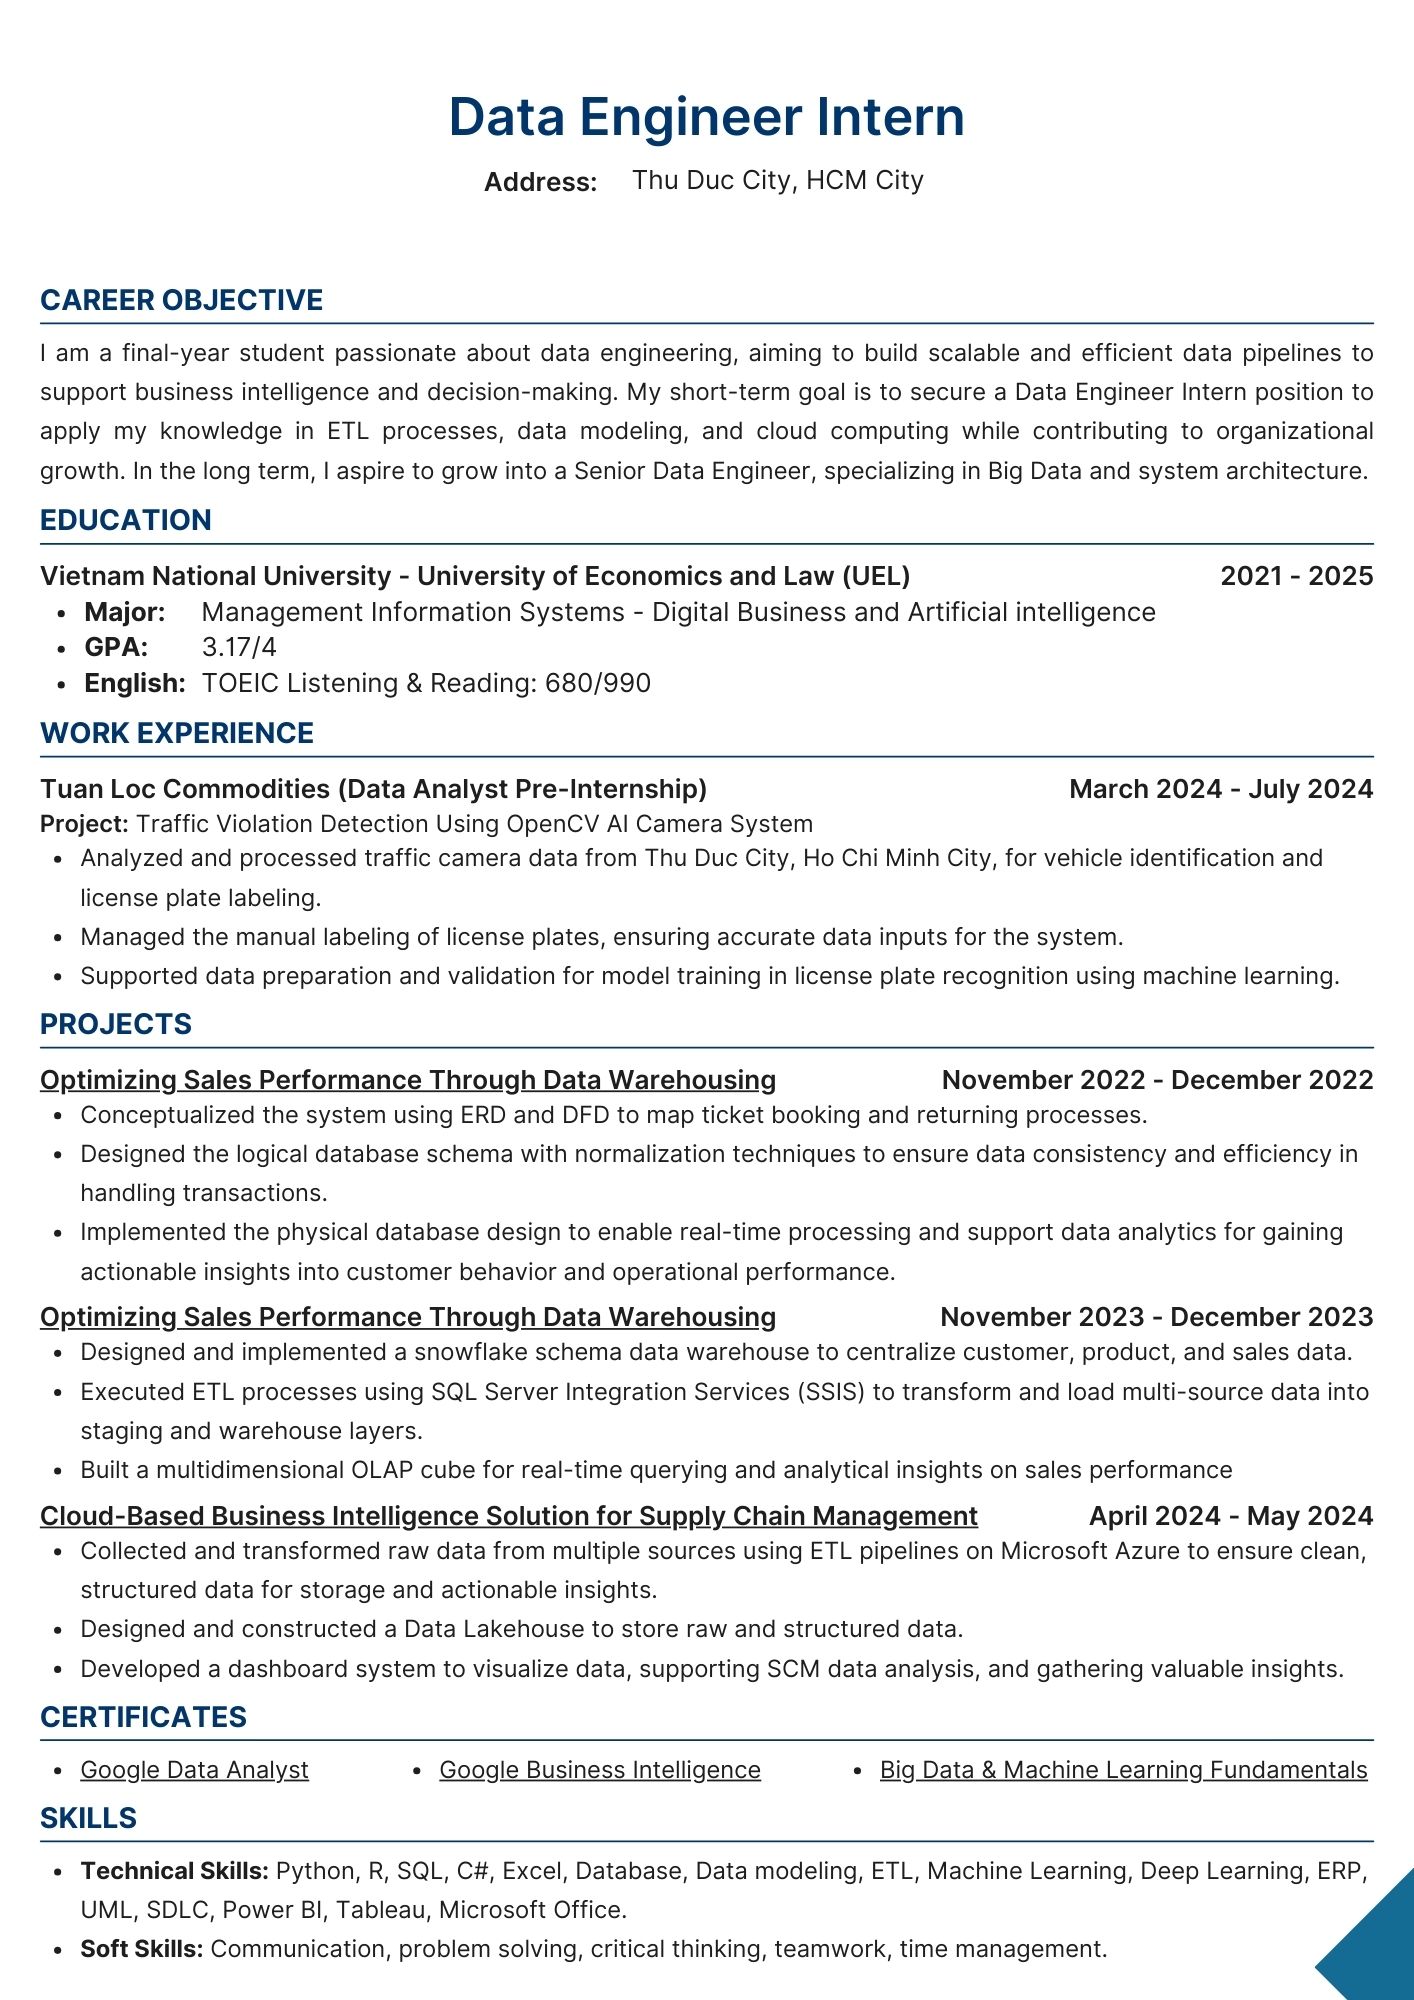 Data Engineer Intern
Address: Thu Duc City, HCM City
CAREER OBJECTIVE
I am a final-year student passionate about data engineering, aiming to build scalable and efficient data pipelines to
support business intelligence and decision-making. My short-term goal is to secure a Data Engineer Intern position to
apply my knowledge in ETL processes, data modeling, and cloud computing while contributing to organizational
growth. In the long term, I aspire to grow into a Senior Data Engineer, specializing in Big Data and system architecture.
EDUCATION
Vietnam National University - University of Economics and Law (UEL) 2021 - 2025
• Major: Management Information Systems - Digital Business and Artificial intelligence
• GPA: 3.17/4
• English: TOEIC Listening & Reading: 680/990
WORK EXPERIENCE
Tuan Loc Commodities (Data Analyst Pre-Internship) March 2024 - July 2024
Project: Traffic Violation Detection Using OpenCV AI Camera System
• Analyzed and processed traffic camera data from Thu Duc City, Ho Chi Minh City, for vehicle identification and
license plate labeling.
• Managed the manual labeling of license plates, ensuring accurate data inputs for the system.
• Supported data preparation and validation for model training in license plate recognition using machine learning.
PROJECTS
Optimizing Sales Performance Through Data Warehousing November 2022 - December 2022
• Conceptualized the system using ERD and DFD to map ticket booking and returning processes.
• Designed the logical database schema with normalization techniques to ensure data consistency and efficiency in
handling transactions.
• Implemented the physical database design to enable real-time processing and support data analytics for gaining
actionable insights into customer behavior and operational performance.
Optimizing Sales Performance Through Data Warehousing November 2023 - December 2023
• Designed and implemented a snowflake schema data warehouse to centralize customer, product, and sales data.
• Executed ETL processes using SQL Server Integration Services (SSIS) to transform and load multi-source data into
staging and warehouse layers.
• Built a multidimensional OLAP cube for real-time querying and analytical insights on sales performance
Cloud-Based Business Intelligence Solution for Supply Chain Management April 2024 - May 2024
• Collected and transformed raw data from multiple sources using ETL pipelines on Microsoft Azure to ensure clean,
structured data for storage and actionable insights.
• Designed and constructed a Data Lakehouse to store raw and structured data.
• Developed a dashboard system to visualize data, supporting SCM data analysis, and gathering valuable insights.
CERTIFICATES
• Google Data Analyst • Google Business Intelligence • Big Data & Machine Learning Fundamentals
SKILLS
• Technical Skills: Python, R, SQL, C#, Excel, Database, Data modeling, ETL, Machine Learning, Deep Learning, ERP,
UML, SDLC, Power BI, Tableau, Microsoft Office.
• Soft Skills: Communication, problem solving, critical thinking, teamwork, time management.